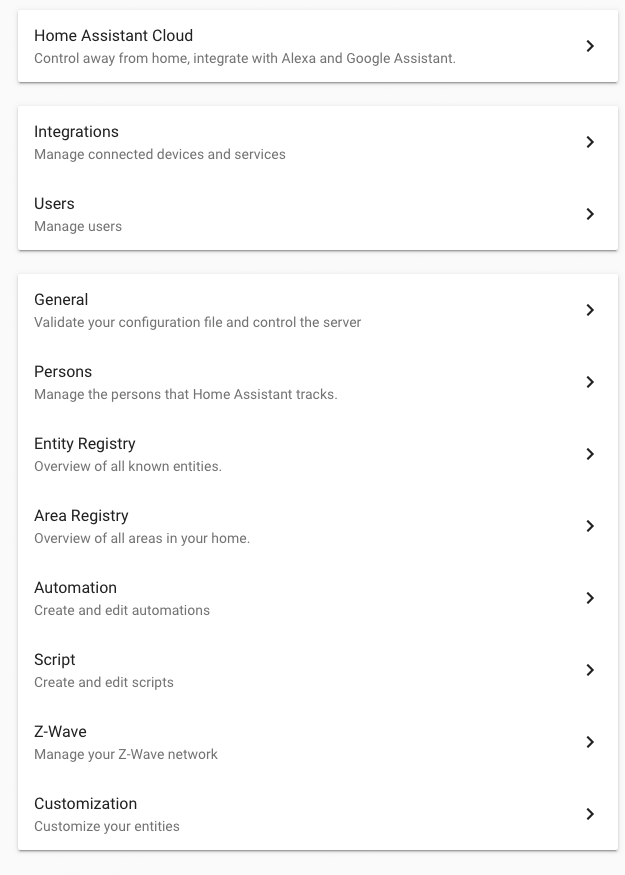 Home Assistant Cloud
Control away from home, integrate with Alexa and Google Assistant.
Integrations
Manage connected devices and services
Users
Manage users
General
Validate your configuration file and control the server
Persons
Manage the persons that Home Assistant tracks.
Entity Registry
Overview of all known entities.
Area Registry
Overview of all areas in your home.
Automation
Create and edit automations
Script
Create and edit scripts
Z-Wave
Manage your Z-Wave network
Customization
Customize your entities